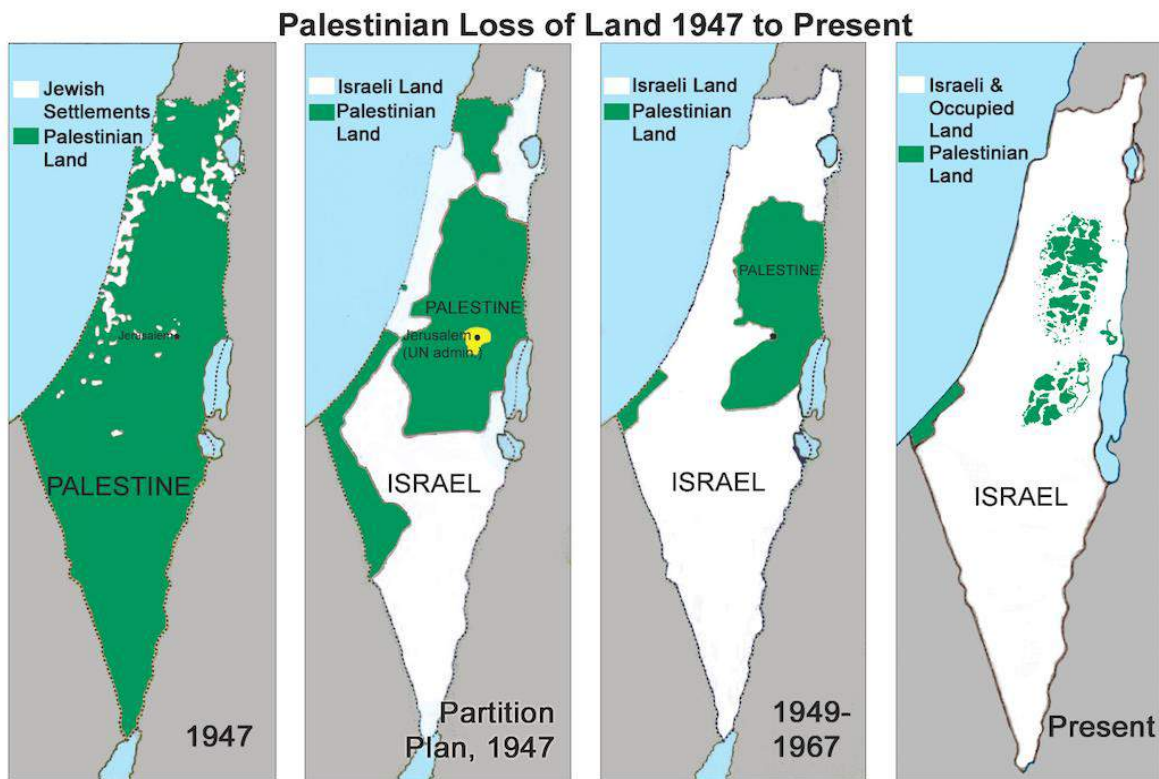 Palestinian Loss of Land 1947 to Present
Jewish
Settlements
Palestinian
Land
Jerusalem
PALESTINE
1947
Israeli Land
Palestinian
Land
PALESTINE
Jerusalem
(UN admin.)
ISRAEL
Partition
Plan, 1947
Israeli Land
Palestinian
Land
PALESTINE
ISRAEL
1949-
1967
Israeli &
Occupied
Land
Palestinian
Land
ISRAEL
Present